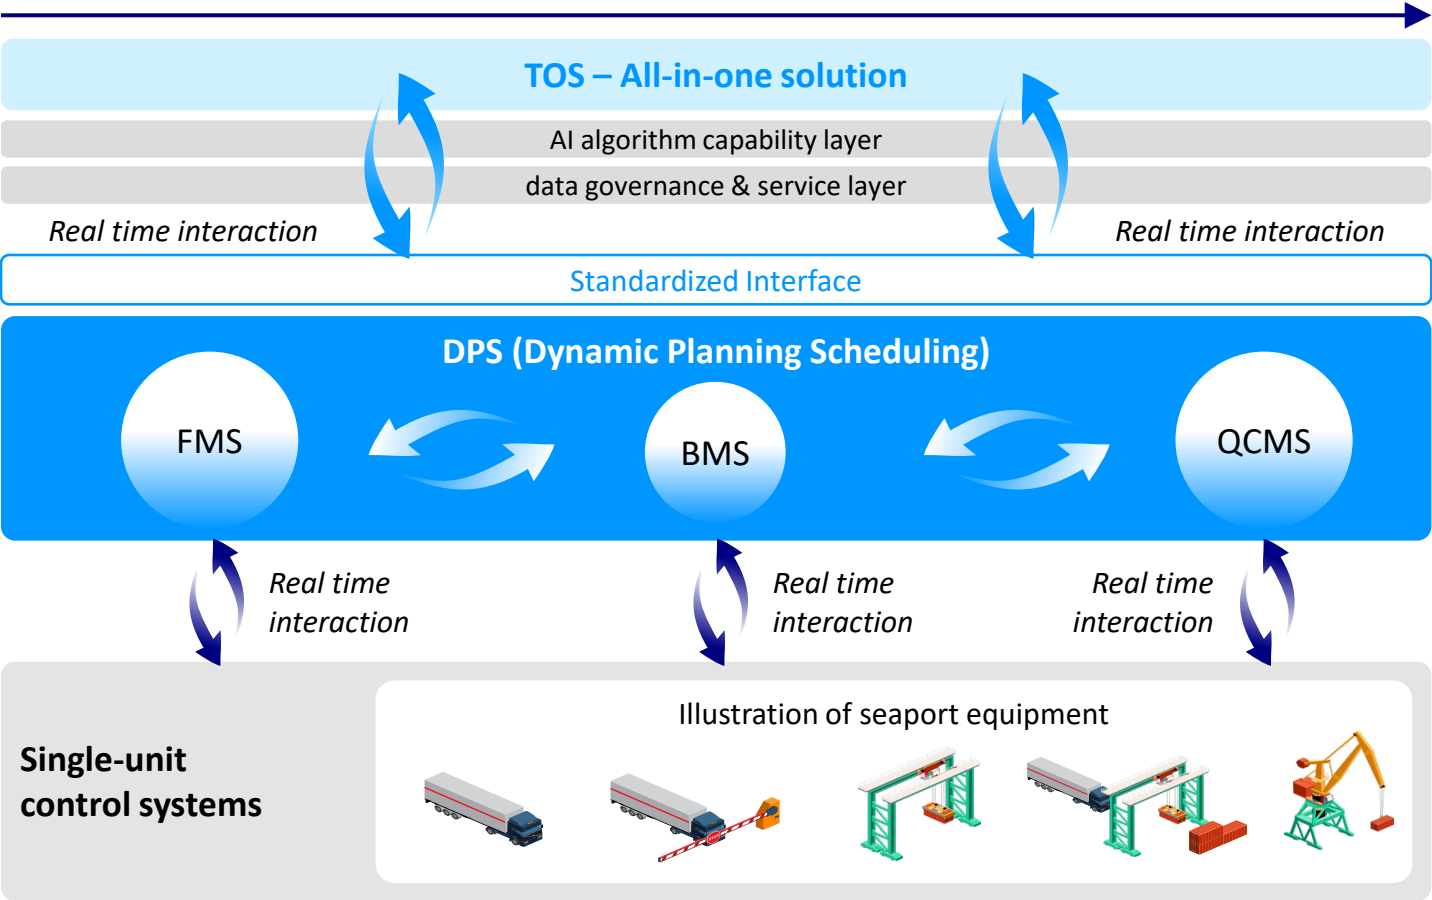 TOS – All-in-one solution
AI algorithm capability layer
data governance & service layer
Real time interaction
Real time interaction
Standardized Interface
DPS (Dynamic Planning Scheduling)
FMS
BMS
QCMS
Real time
interaction
Real time
interaction
Real time
interaction
Single-unit
control systems
Illustration of seaport equipment
STOP